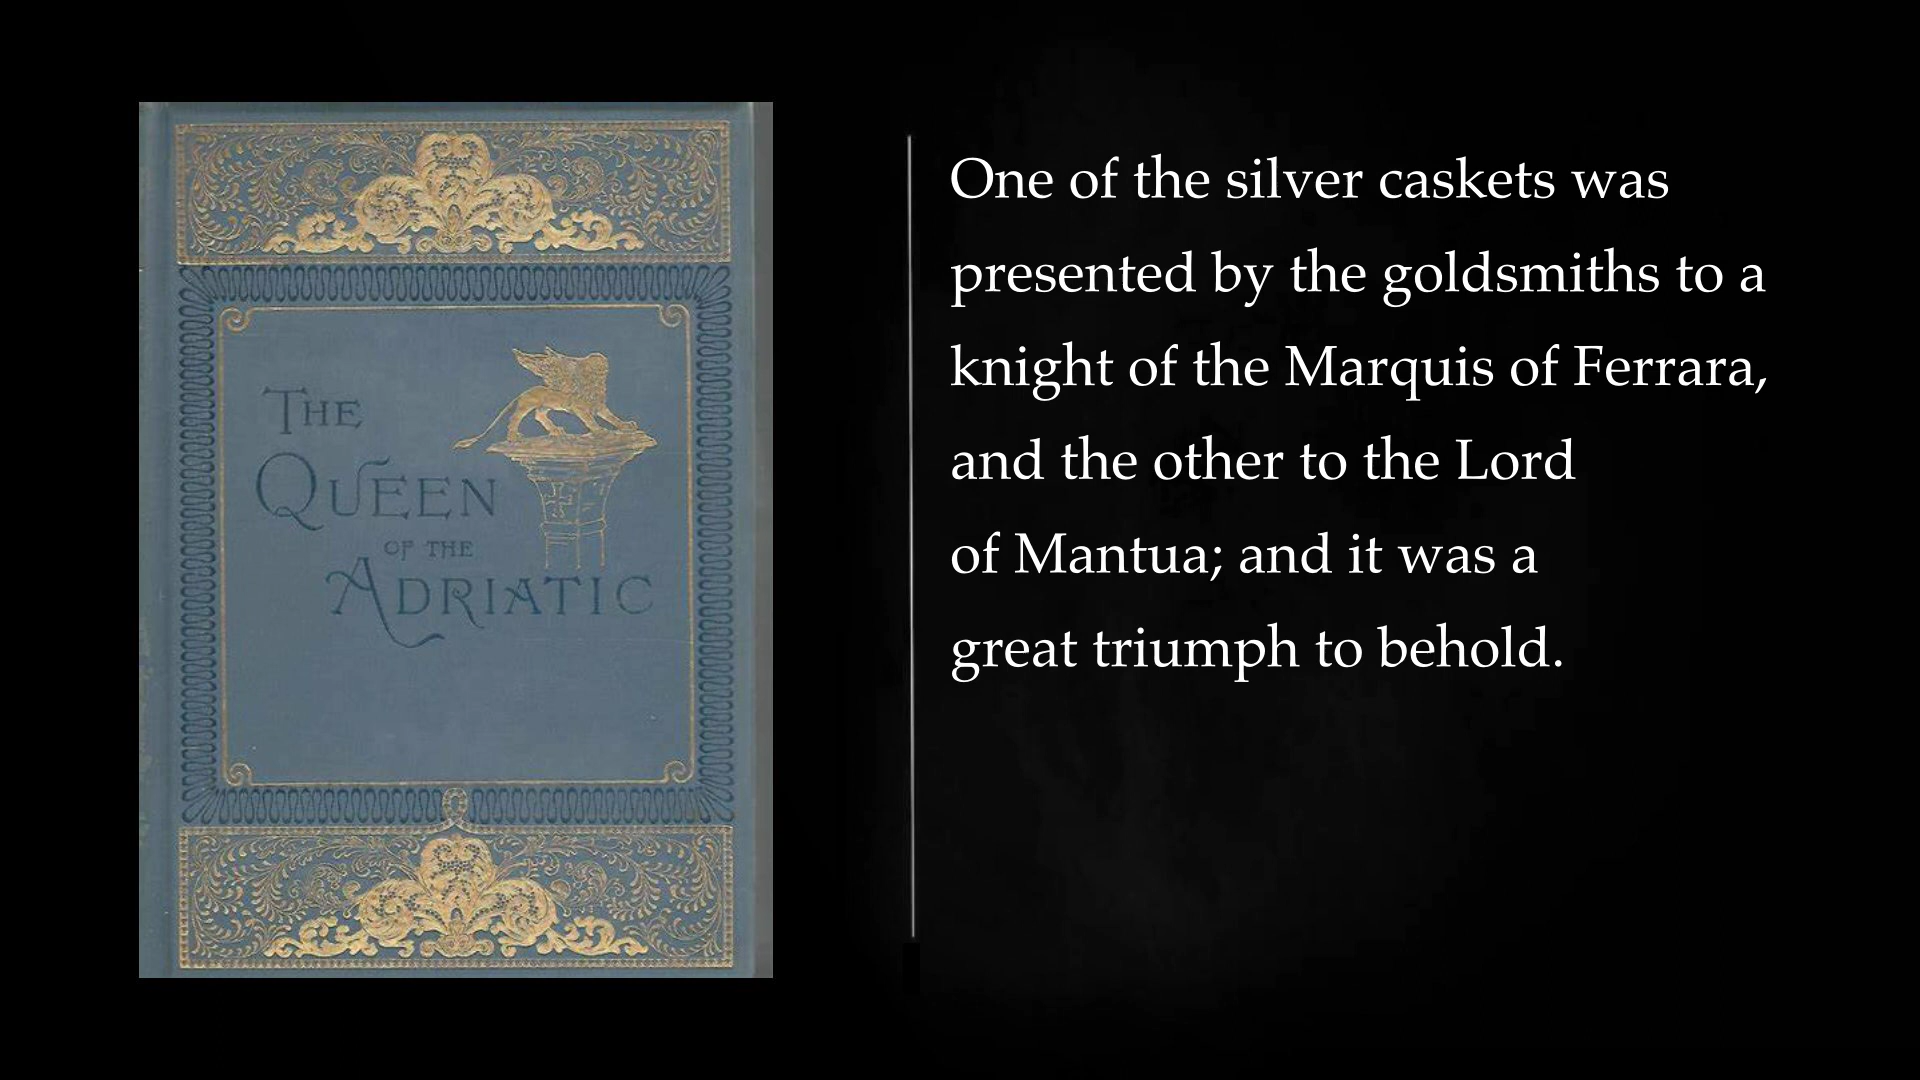 The
Queen
of the
Adriatic
One of the silver caskets was
presented by the goldsmiths to a
knight of the Marquis of Ferrara,
and the other to the Lord
of Mantua; and it was a
great triumph to behold.